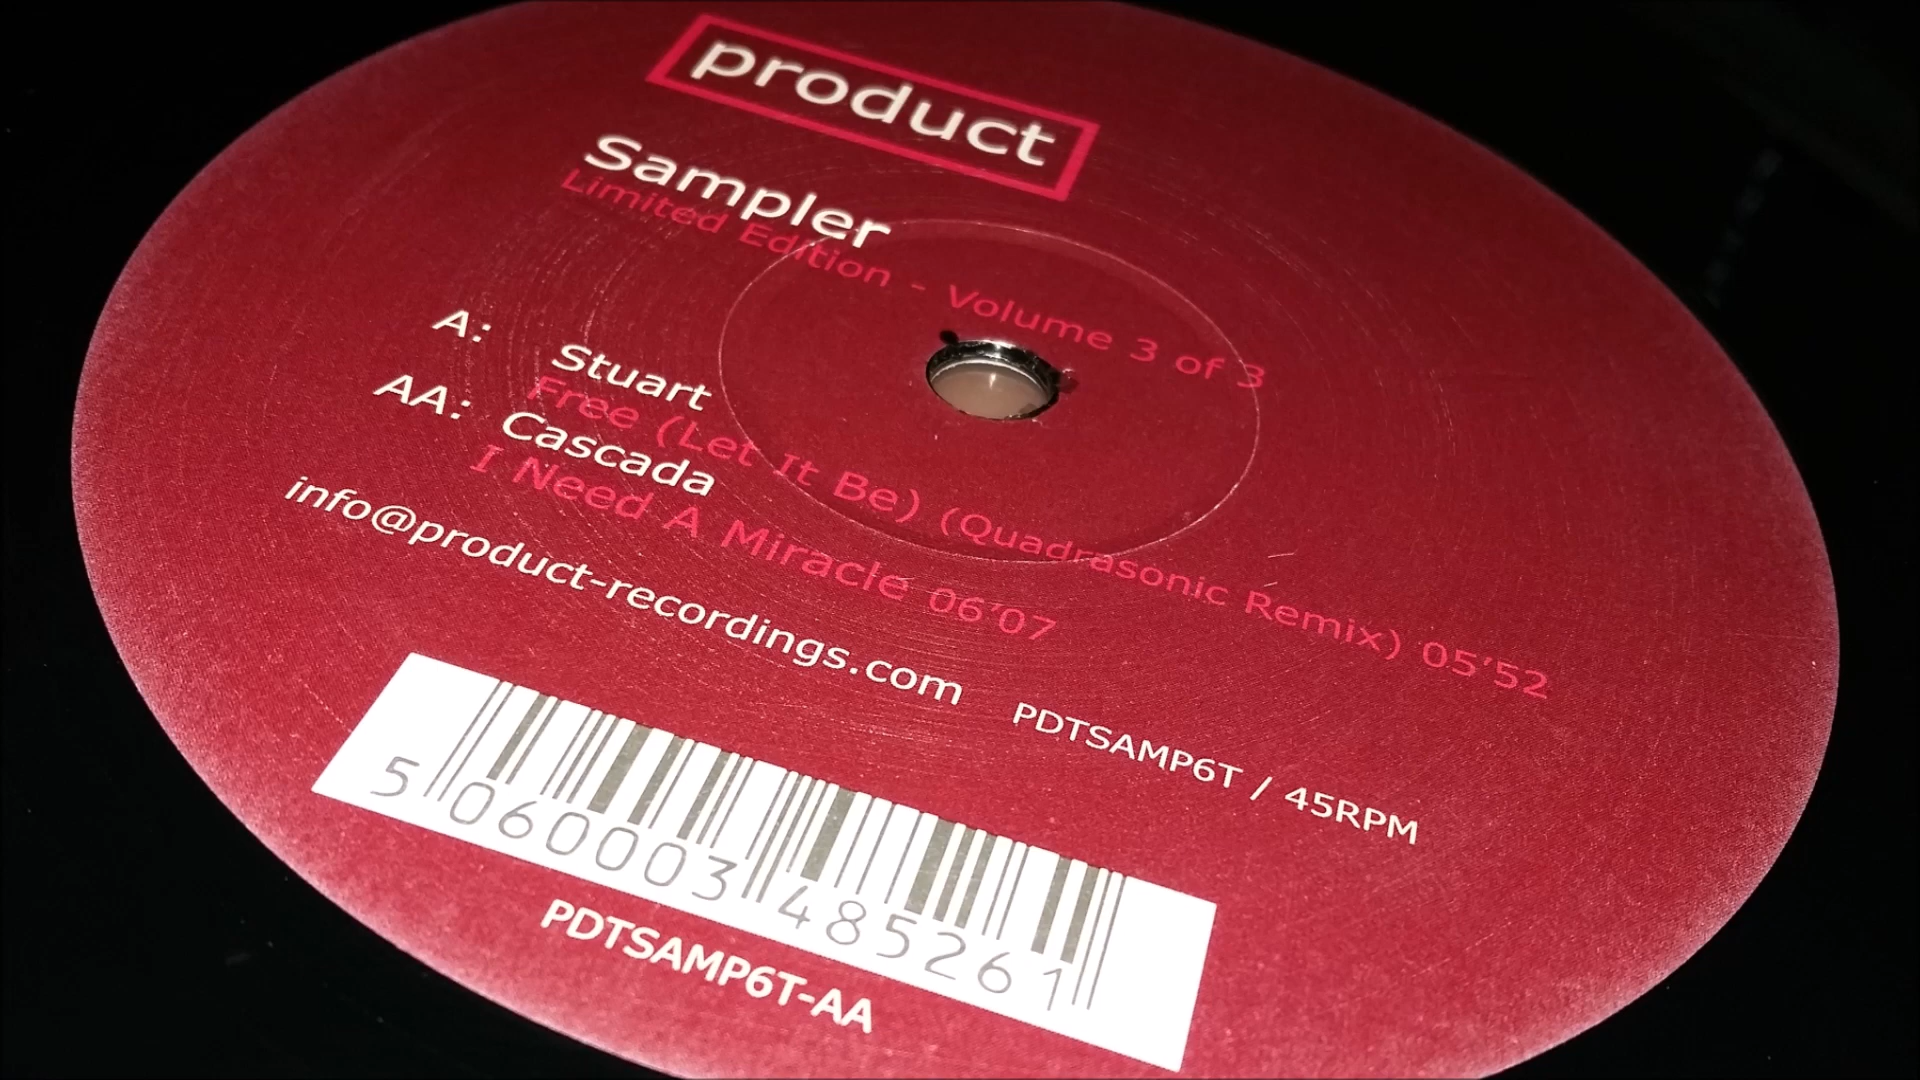 product
Sampler
Limited Edition - Volume 3 of 3
A: Stuart
Free (Let It Be) (Quadrasonic Remix) 05'52
AA: Cascada
I Need A Miracle 06'07
info@product-recordings.com
PDTSAMP6T / 45RPM
5 060003 485261
PDTSAMP6T-AA